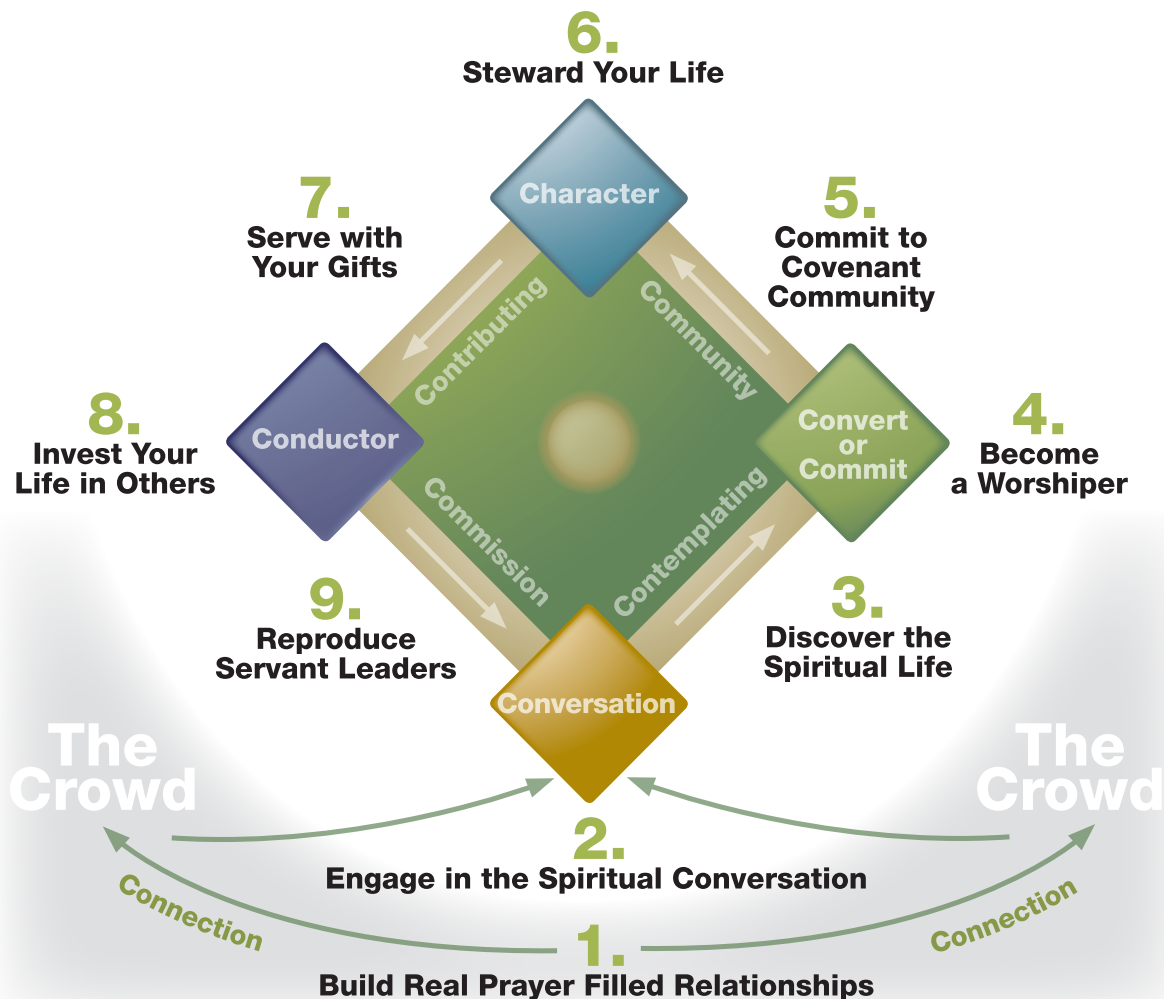 6.
Steward Your Life
Character
7.
Serve with
Your Gifts
5.
Commit to
Covenant
Community
Contributing
Community
8.
Invest Your
Life in Others
Conductor
Convert
or
Commit
4.
Become
a Worshiper
Commission
Contemplating
9.
Reproduce
Servant Leaders
3.
Discover the
Spiritual Life
Conversation
The
Crowd
The
Crowd
2.
Engage in the Spiritual Conversation
Connection
Connection
1.
Build Real Prayer Filled Relationships